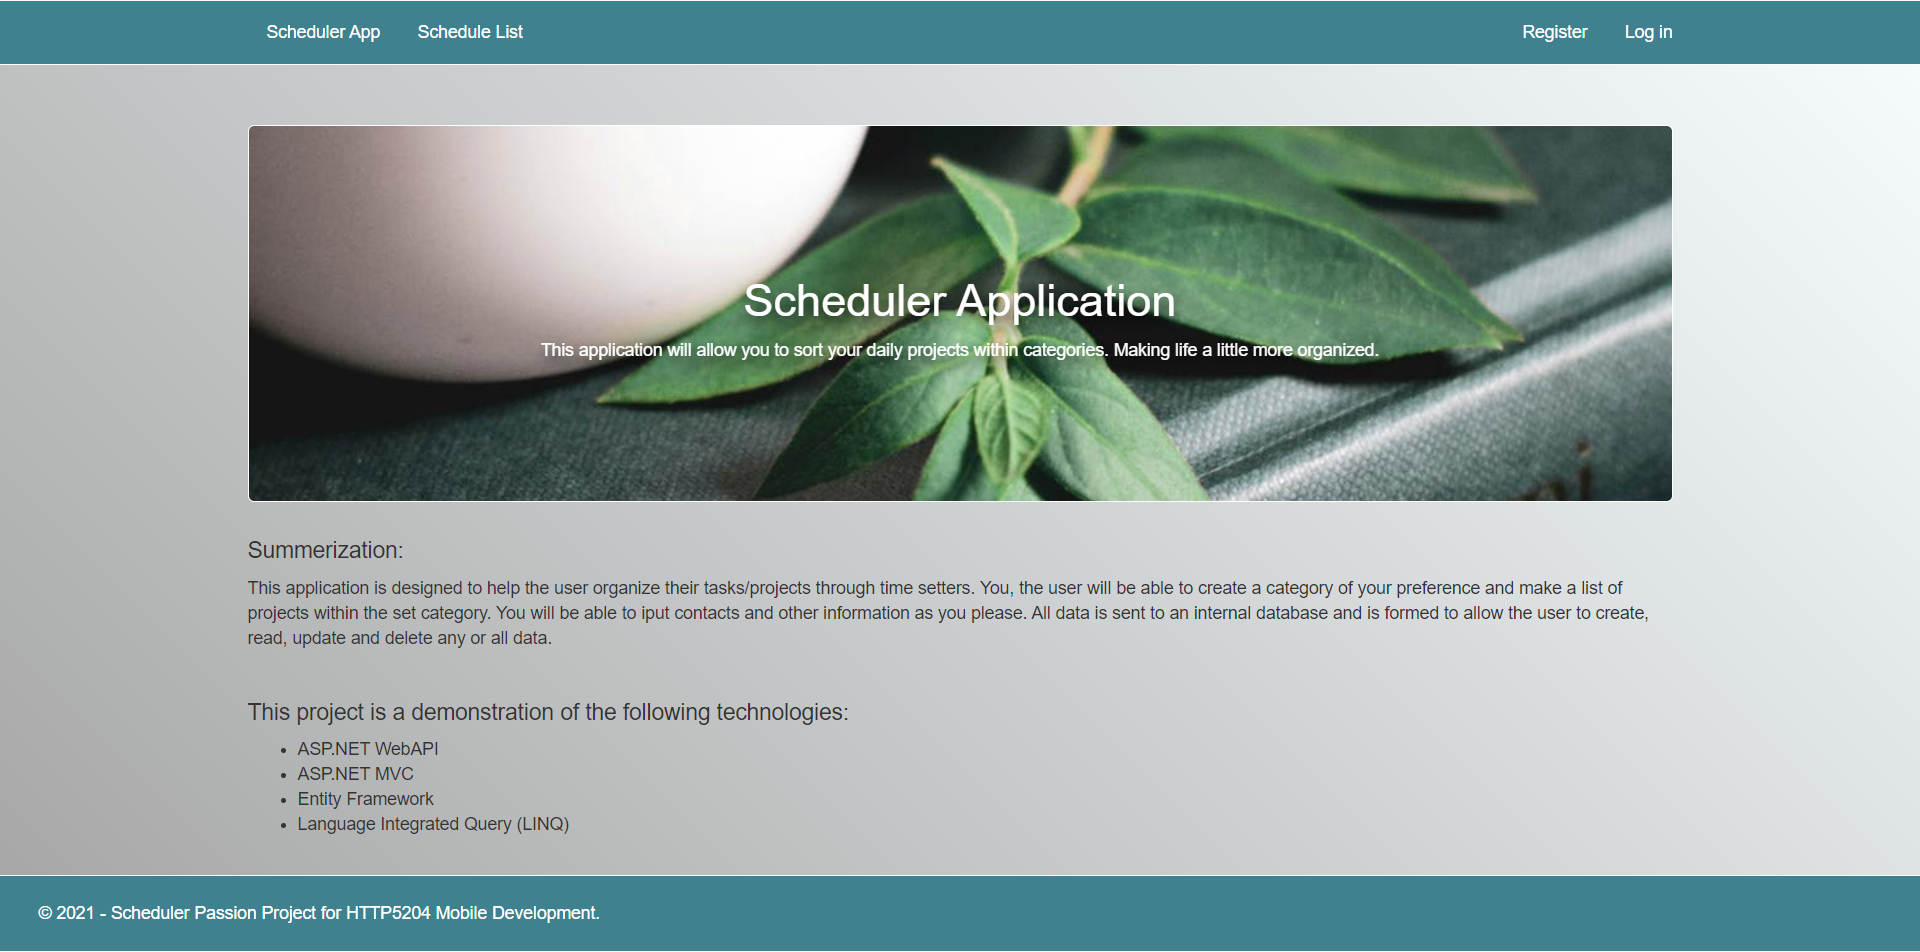 Scheduler App Schedule List Register Log in
Scheduler Application
This application will allow you to sort your daily projects within categories. Making life a little more organized.
Summerization:
This application is designed to help the user organize their tasks/projects through time setters. You, the user will be able to create a category of your preference and make a list of
projects within the set category. You will be able to iput contacts and other information as you please. All data is sent to an internal database and is formed to allow the user to create,
read, update and delete any or all data.
This project is a demonstration of the following technologies:
• ASP.NET WebAPI
• ASP.NET MVC
• Entity Framework
• Language Integrated Query (LINQ)
© 2021 - Scheduler Passion Project for HTTP5204 Mobile Development.